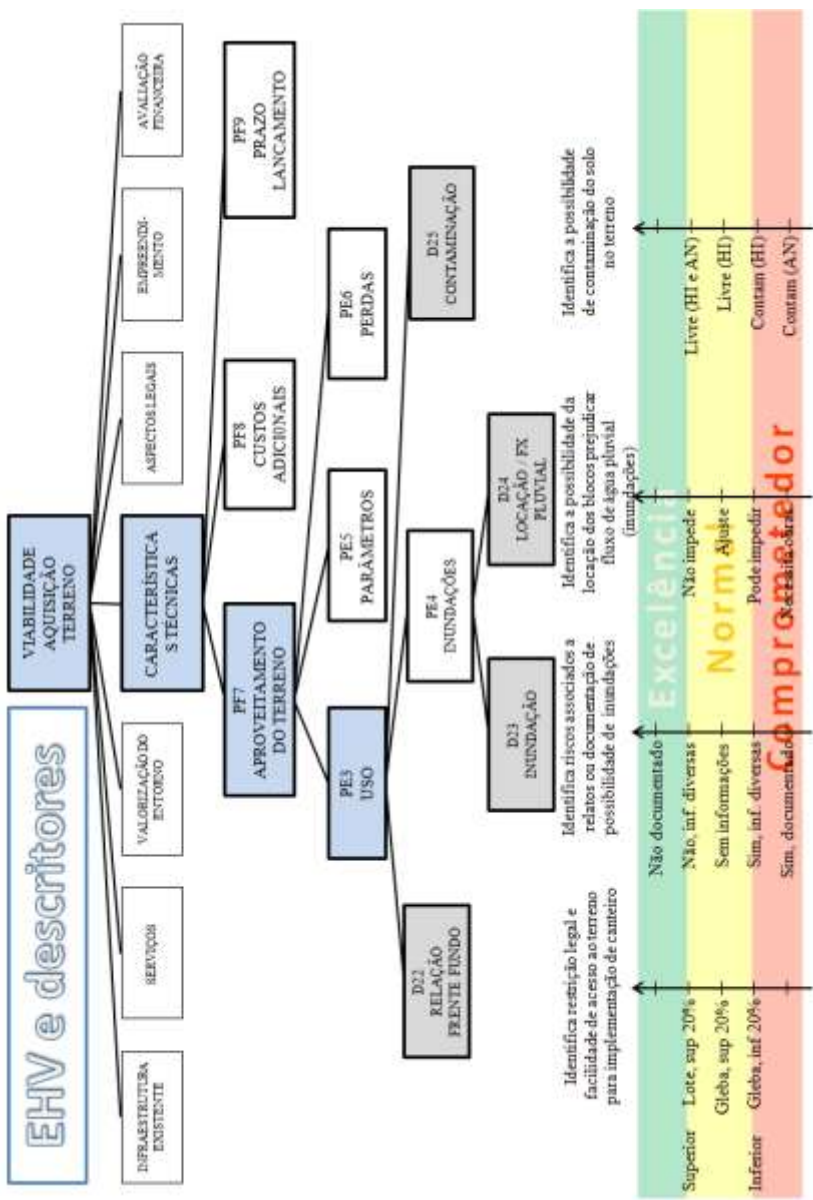 EHV e descritores
VIABILIDADE
AQUISIÇÃO
TERRENO
INFRAESTRUTURA
EXISTENTE
SERVIÇOS
VALORIZAÇÃO DO
ENTORNO
CARACTERÍSTICA
S TÉCNICAS
ASPECTOS LEGAIS
EMPREENDI-
MENTO
AVALIAÇÃO
FINANCEIRA
PF7
APROVEITAMENTO
DO TERRENO
PF8
CUSTOS
ADICIONAIS
PF9
PRAZO
LANCAMENTO
PE3
USO
PE5
PARÂMETROS
PE6
PERDAS
D22
RELAÇÃO
FRENTE FUNDO
PE4
INUNDAÇÕES
D25
CONTAMINAÇÃO
D23
INUNDAÇÃO
D24
LOCAÇÃO / FX
PLUVIAL
Identifica restrição legal e
facilidade de acesso ao terreno
para implementação de canteiro
Identifica riscos associados a
relatos ou documentação de
possibilidade de inundações
Identifica a possibilidade da
locação dos blocos prejudicar
fluxo de água pluvial
(inundações)
Identifica a possibilidade
de contaminação do solo
no terreno
Excelência
Normal
Comprometedor
Superior
Inferior
Lote, sup 20%
Gleba, sup 20%
Gleba, inf 20%
Não documentado
Não, inf. diversas
Sem informações
Sim, inf. diversas
Sim, documentado
Não impede
Ajuste
Pode impedir
Livre (HI e AN)
Livre (HI)
Contam (HI)
Contam (AN)